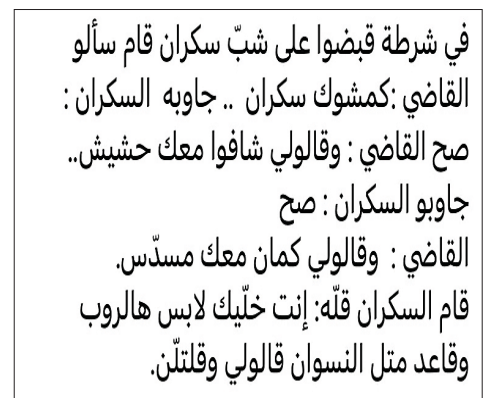 في شرطة قبضوا على شبّ سكران قام سألو
القاضي :كمشوك سكران .. جاوبه السكران :
صح القاضي : وقالولي شافوا معك حشيش..
جاوبو السكران : صح
القاضي : وقالولي كمان معك مسدّس.
قام السكران قلّه: إنت خلّيك لابس هالروب
وقاعد متل النسوان قالولي وقلتلّن.